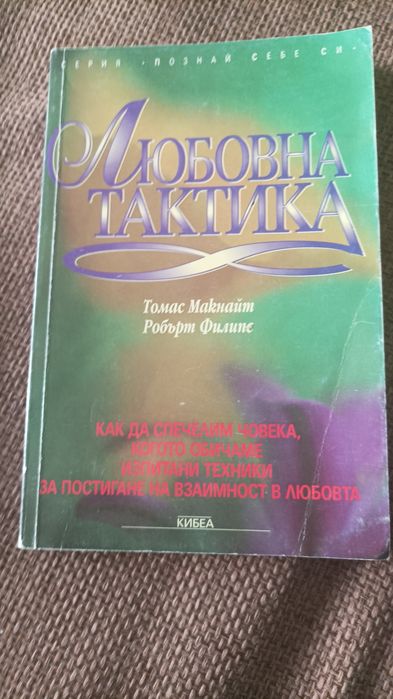 СЕРИЯ · ПОЗНАЙ СЕБЕ СИ ·
ЛЮБОВНА
ТАКТИКА
Томас Макнайт
Робърт Филипс
КАК ДА СПЕЧЕЛИМ ЧОВЕКА,
КОГОТО ОБИЧАМЕ
ИЗПИТАНИ ТЕХНИКИ
ЗА ПОСТИГАНЕ НА ВЗАИМНОСТ В ЛЮБОВТА
КИБЕА